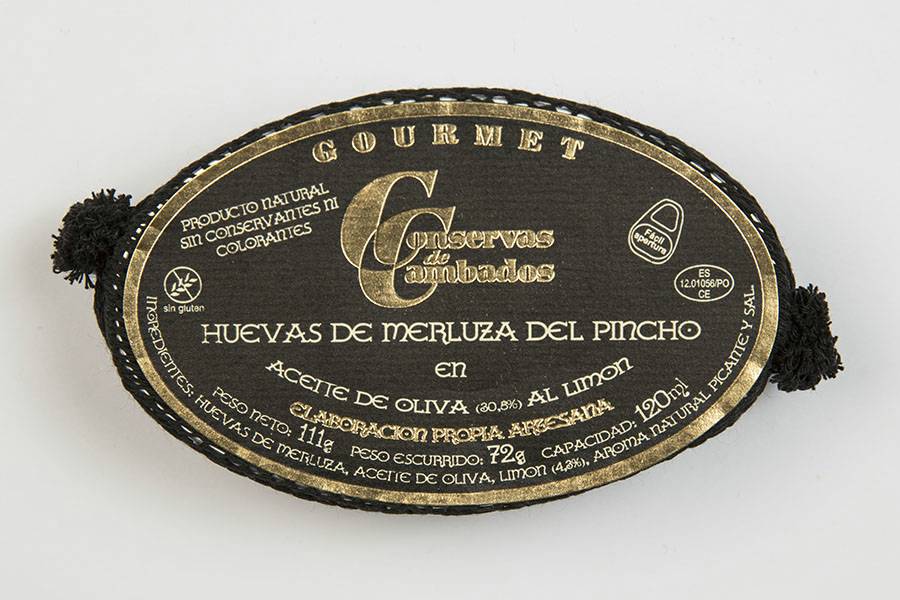 GOURMET
PRODUCTO NATURAL
SIN CONSERVANTES NI
COLORANTES
Conservas
de
Cambados
Fácil
apertura
ES
12.01056/PO
CE
sin gluten
HUEVAS DE MERLUZA DEL PINCHO
EN
ACEITE DE OLIVA (30,8%) AL LIMON
ELABORACION PROPIA ARTESANA
PESO NETO: 111g PESO ESCURRIDO: 72g CAPACIDAD: 120ml
INGREDIENTES: HUEVAS DE MERLUZA, ACEITE DE OLIVA, LIMON (4,3%), AROMA NATURAL PICANTE Y SAL.